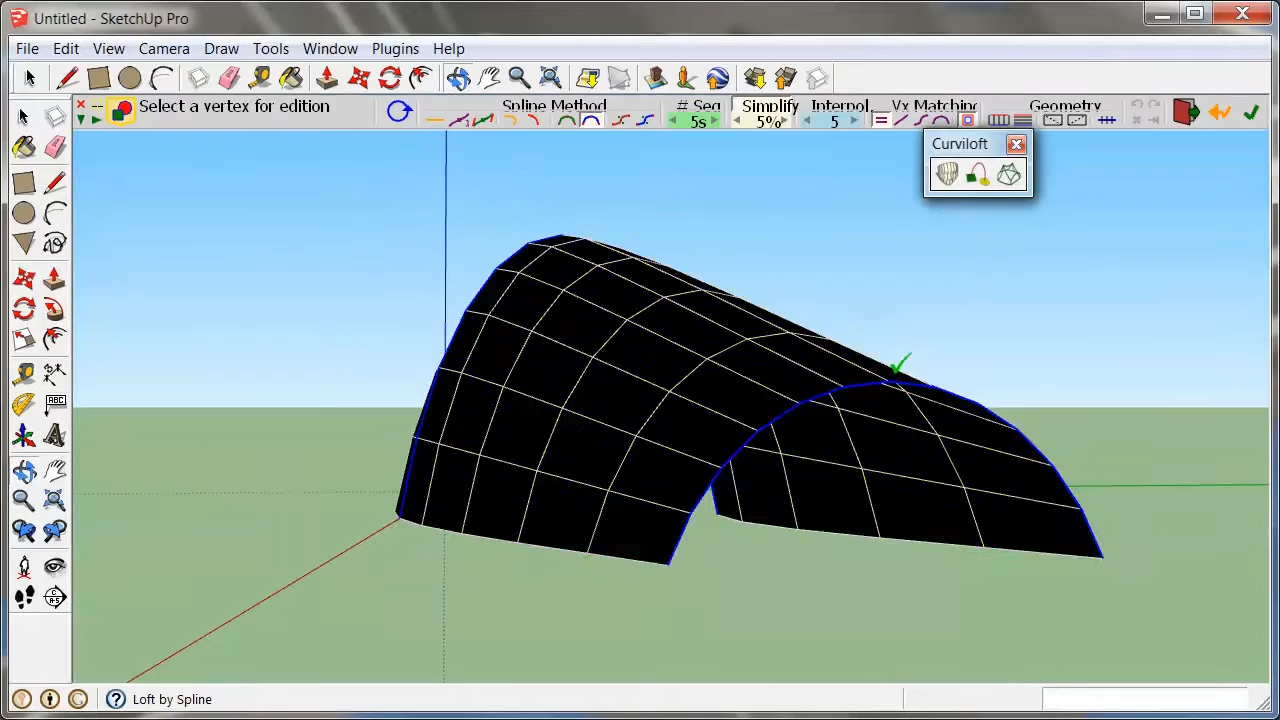 Untitled - SketchUp Pro
File Edit View Camera Draw Tools Window Plugins Help
Select a vertex for edition Spline Method # Seg Simplify Interpol. Vx Matching Geometry
5s 5% 5
Curviloft
ABC
Loft by Spline